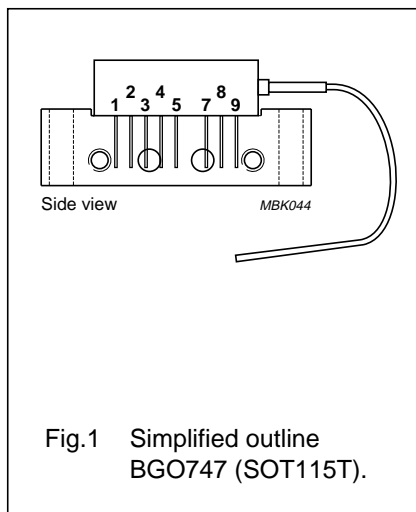 2 4 8
1 3 5 7 9
Side view MBK044
Fig.1 Simplified outline
BGO747 (SOT115T).